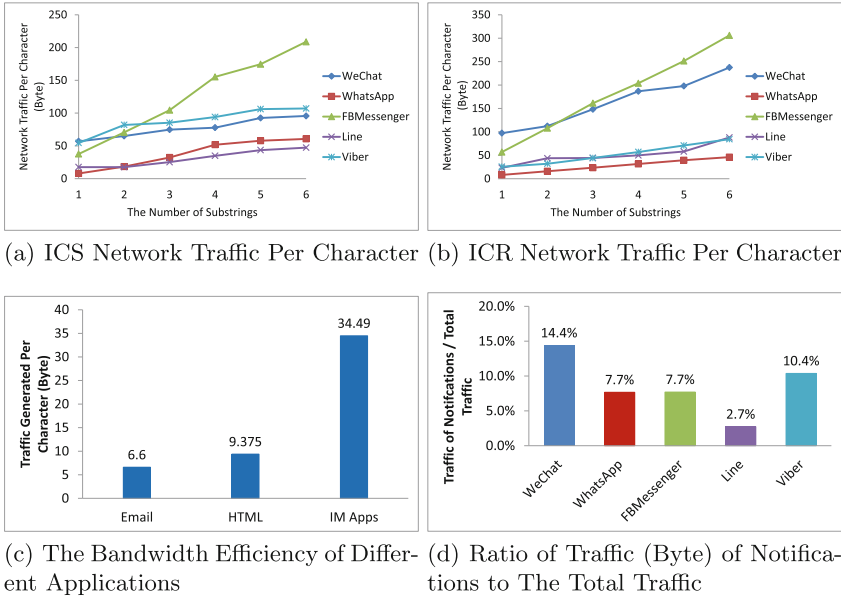 Network Traffic Per Character
(Byte)
250
200
150
100
50
0
1 2 3 4 5 6
The Number of Substrings
WeChat
WhatsApp
FBMessenger
Line
Viber
(a) ICS Network Traffic Per Character
Network Traffic Per Character
(Byte)
350
300
250
200
150
100
50
0
1 2 3 4 5 6
The Number of Substrings
WeChat
WhatsApp
FBMessenger
Line
Viber
(b) ICR Network Traffic Per Character
Traffic Generated Per
Character (Byte)
40
35
30
25
20
15
10
5
0
6.6
9.375
34.49
Email HTML IM Apps
(c) The Bandwidth Efficiency of Differ-
ent Applications
Traffic of Notifcations / Total
Traffic
20.0%
15.0%
10.0%
5.0%
0.0%
14.4%
7.7%
7.7%
2.7%
10.4%
WeChat
WhatsApp
FBMessenger
Line
Viber
(d) Ratio of Traffic (Byte) of Notifica-
tions to The Total Traffic